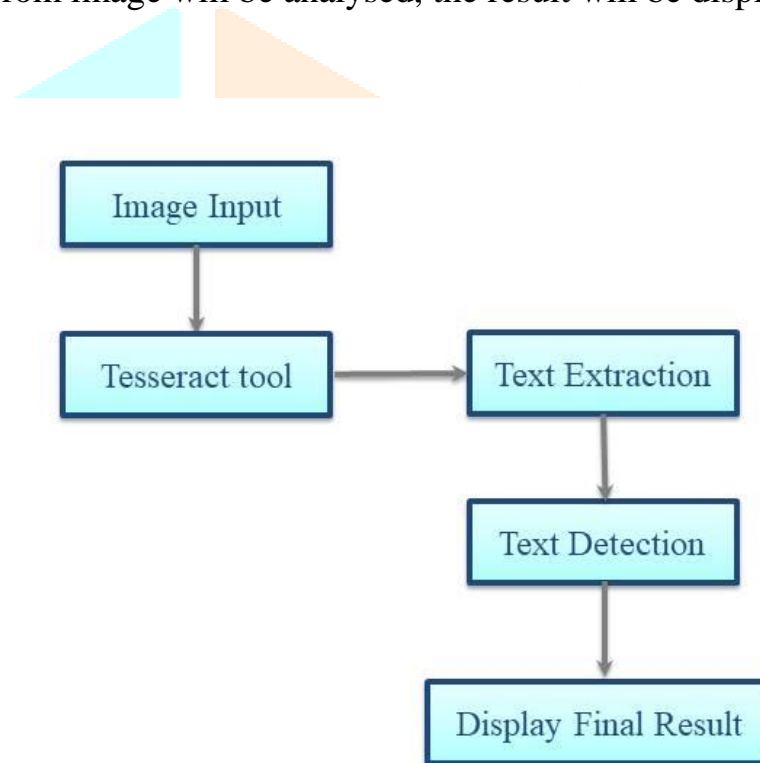 rom image will be analysed, the result will be displ
Image Input
Tesseract tool
Text Extraction
Text Detection
Display Final Result